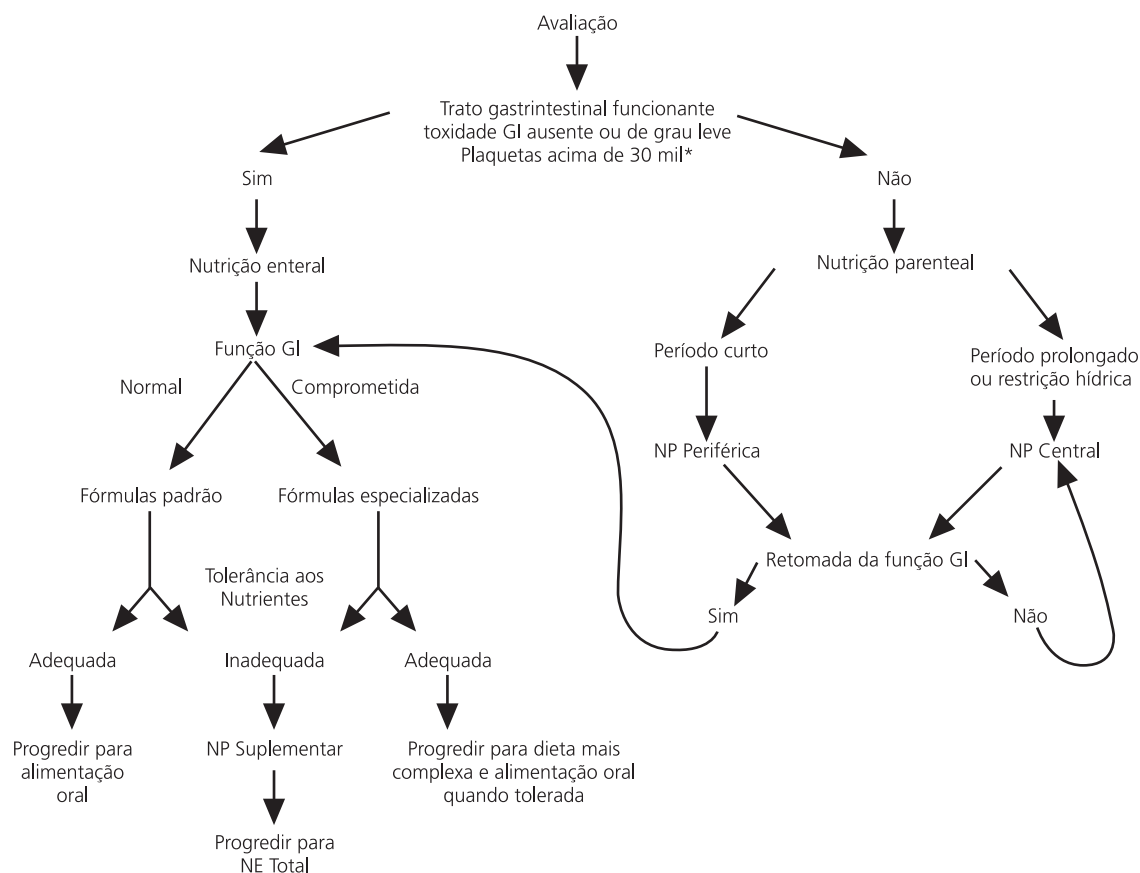 Avaliação
Trato gastrintestinal funcionante
toxidade GI ausente ou de grau leve
Plaquetas acima de 30 mil*
Sim
Não
Nutrição enteral
Nutrição parenteal
Função GI
Período curto
Período prolongado
ou restrição hídrica
Normal
Comprometida
NP Periférica
NP Central
Fórmulas padrão
Fórmulas especializadas
Retomada da função GI
Tolerância aos
Nutrientes
Sim
Não
Adequada
Inadequada
Adequada
Progredir para
alimentação
oral
NP Suplementar
Progredir para dieta mais
complexa e alimentação oral
quando tolerada
Progredir para
NE Total